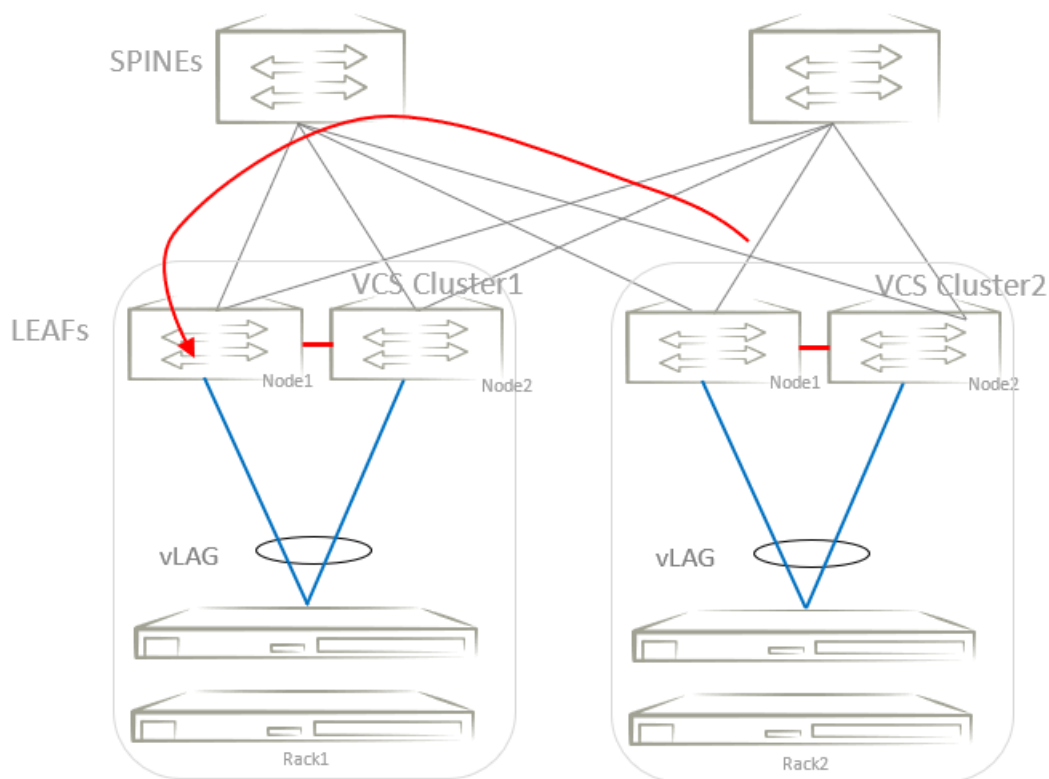 SPINEs
VCS Cluster1
VCS Cluster2
LEAFs
Node1
Node2
Node1
Node2
vLAG
vLAG
Rack1
Rack2